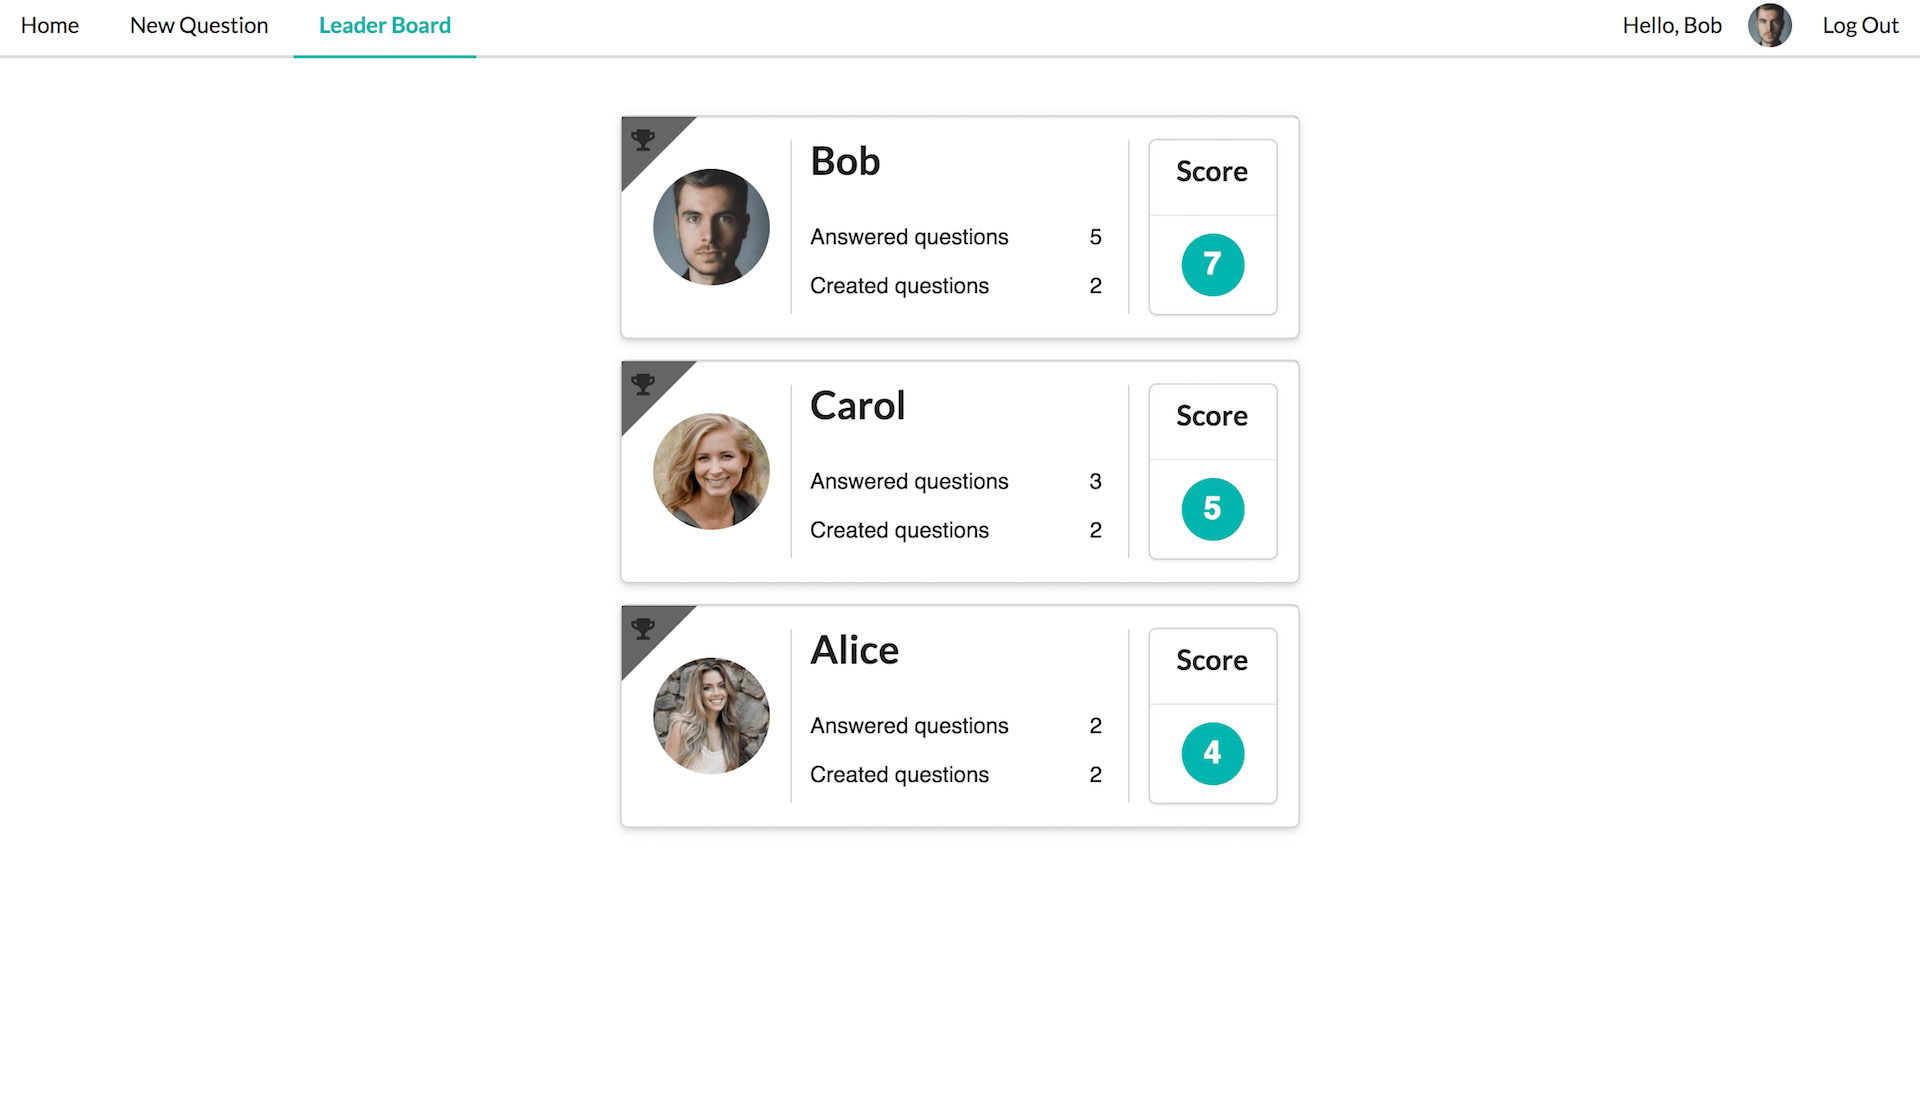 Home New Question Leader Board Hello, Bob Log Out
Bob
Score
Answered questions 5
7
Created questions 2
Carol
Score
Answered questions 3
5
Created questions 2
Alice
Score
Answered questions 2
4
Created questions 2